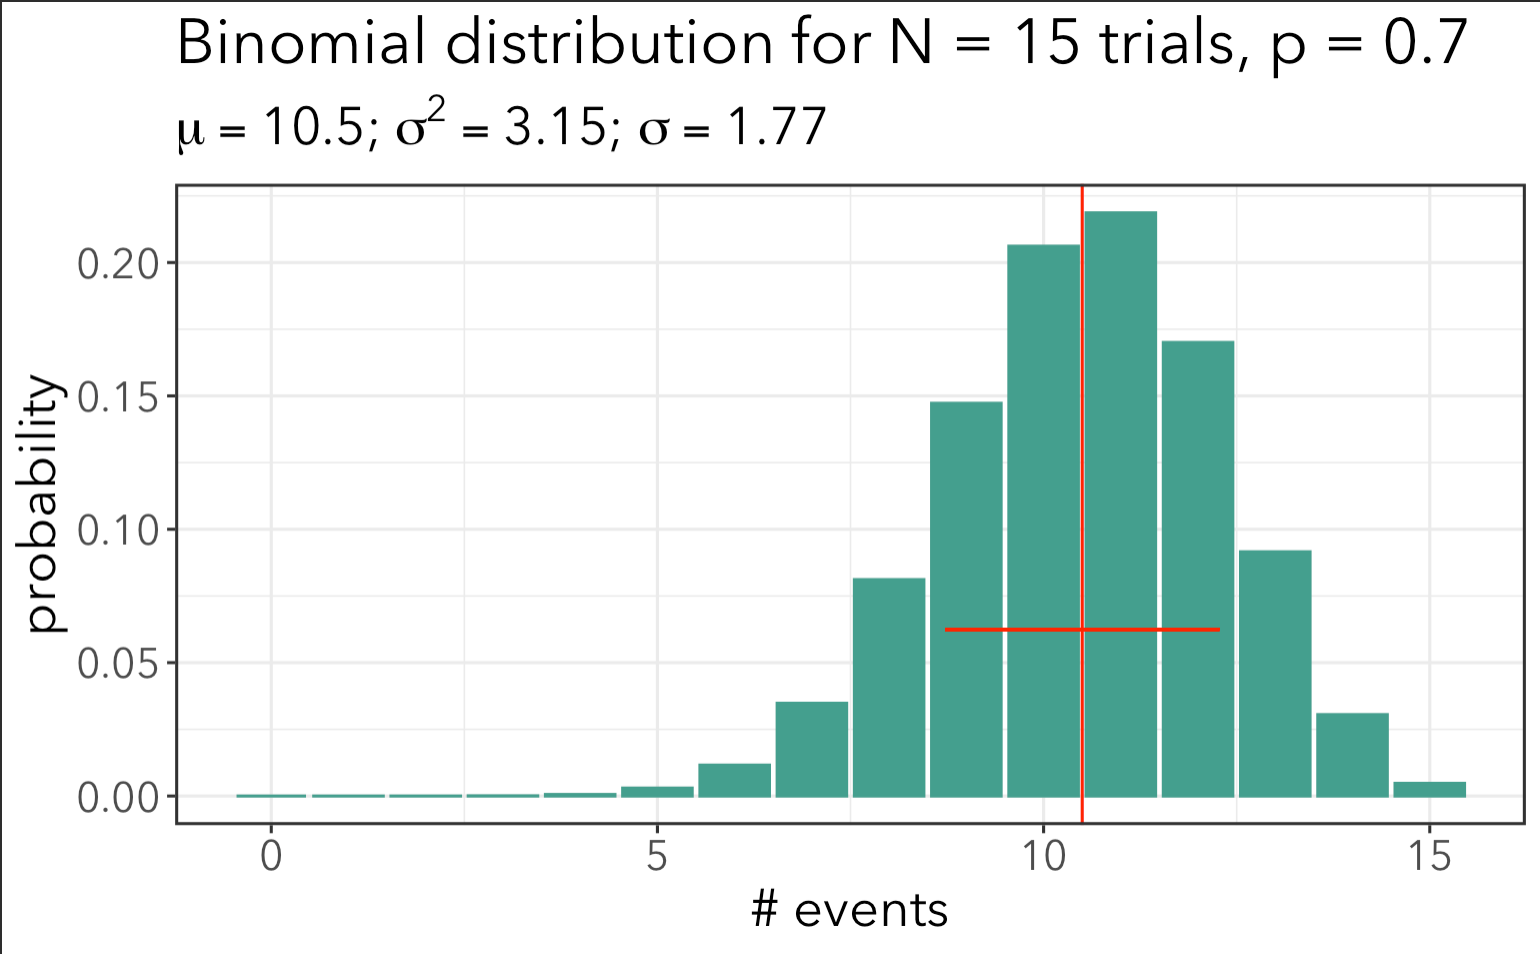 Binomial distribution for N = 15 trials, p = 0.7
μ = 10.5; σ² = 3.15; σ = 1.77
probability
0.20
0.15
0.10
0.05
0.00
0 5 10 15
# events